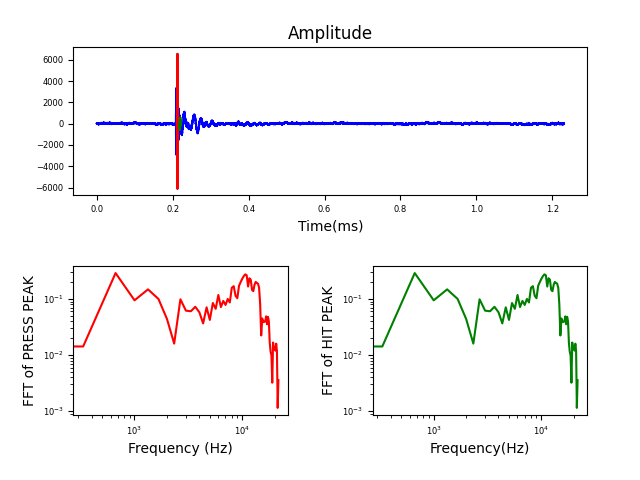 Amplitude
6000
4000
2000
0
−2000
−4000
−6000
0.0 0.2 0.4 0.6 0.8 1.0 1.2
Time(ms)
FFT of PRESS PEAK
10⁻¹
10⁻²
10⁻³
10³ 10⁴
Frequency (Hz)
FFT of HIT PEAK
10⁻¹
10⁻²
10⁻³
10³ 10⁴
Frequency(Hz)